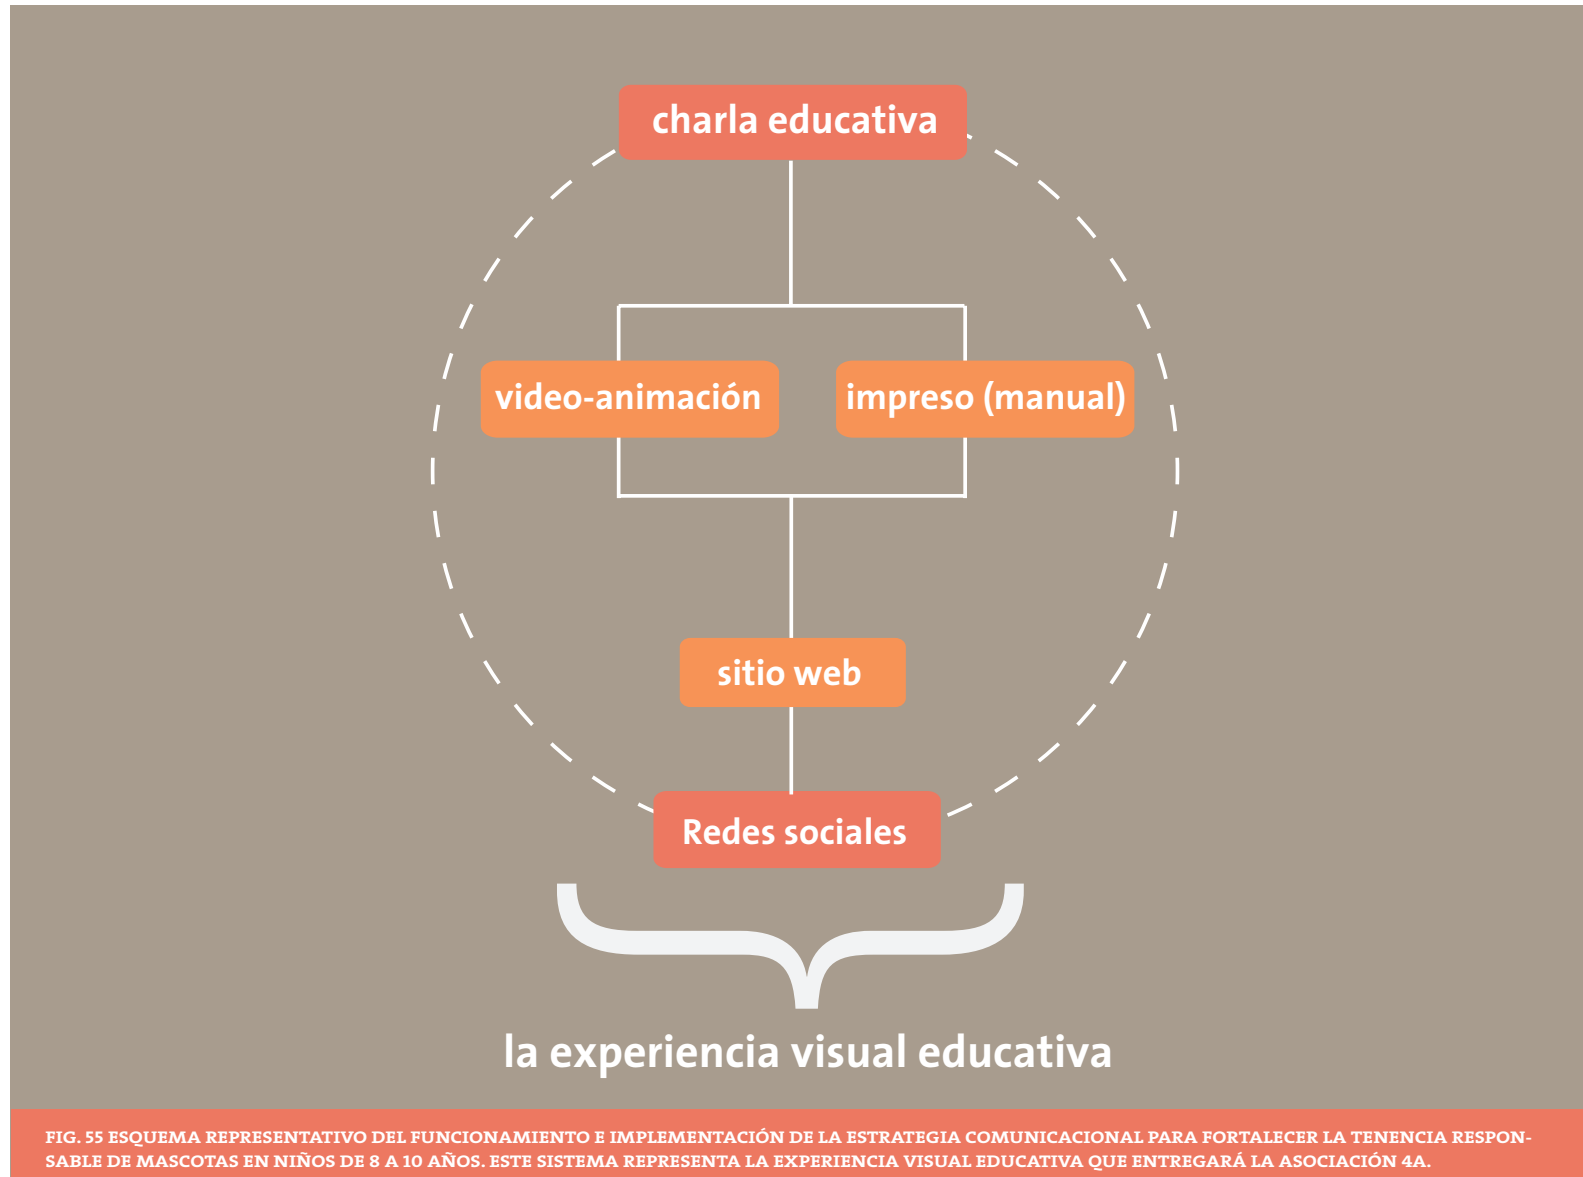 charla educativa
video-animación
impreso (manual)
sitio web
Redes sociales
la experiencia visual educativa
FIG. 55 ESQUEMA REPRESENTATIVO DEL FUNCIONAMIENTO E IMPLEMENTACIÓN DE LA ESTRATEGIA COMUNICACIONAL PARA FORTALECER LA TENENCIA RESPON-
SABLE DE MASCOTAS EN NIÑOS DE 8 A 10 AÑOS. ESTE SISTEMA REPRESENTA LA EXPERIENCIA VISUAL EDUCATIVA QUE ENTREGARÁ LA ASOCIACIÓN 4A.